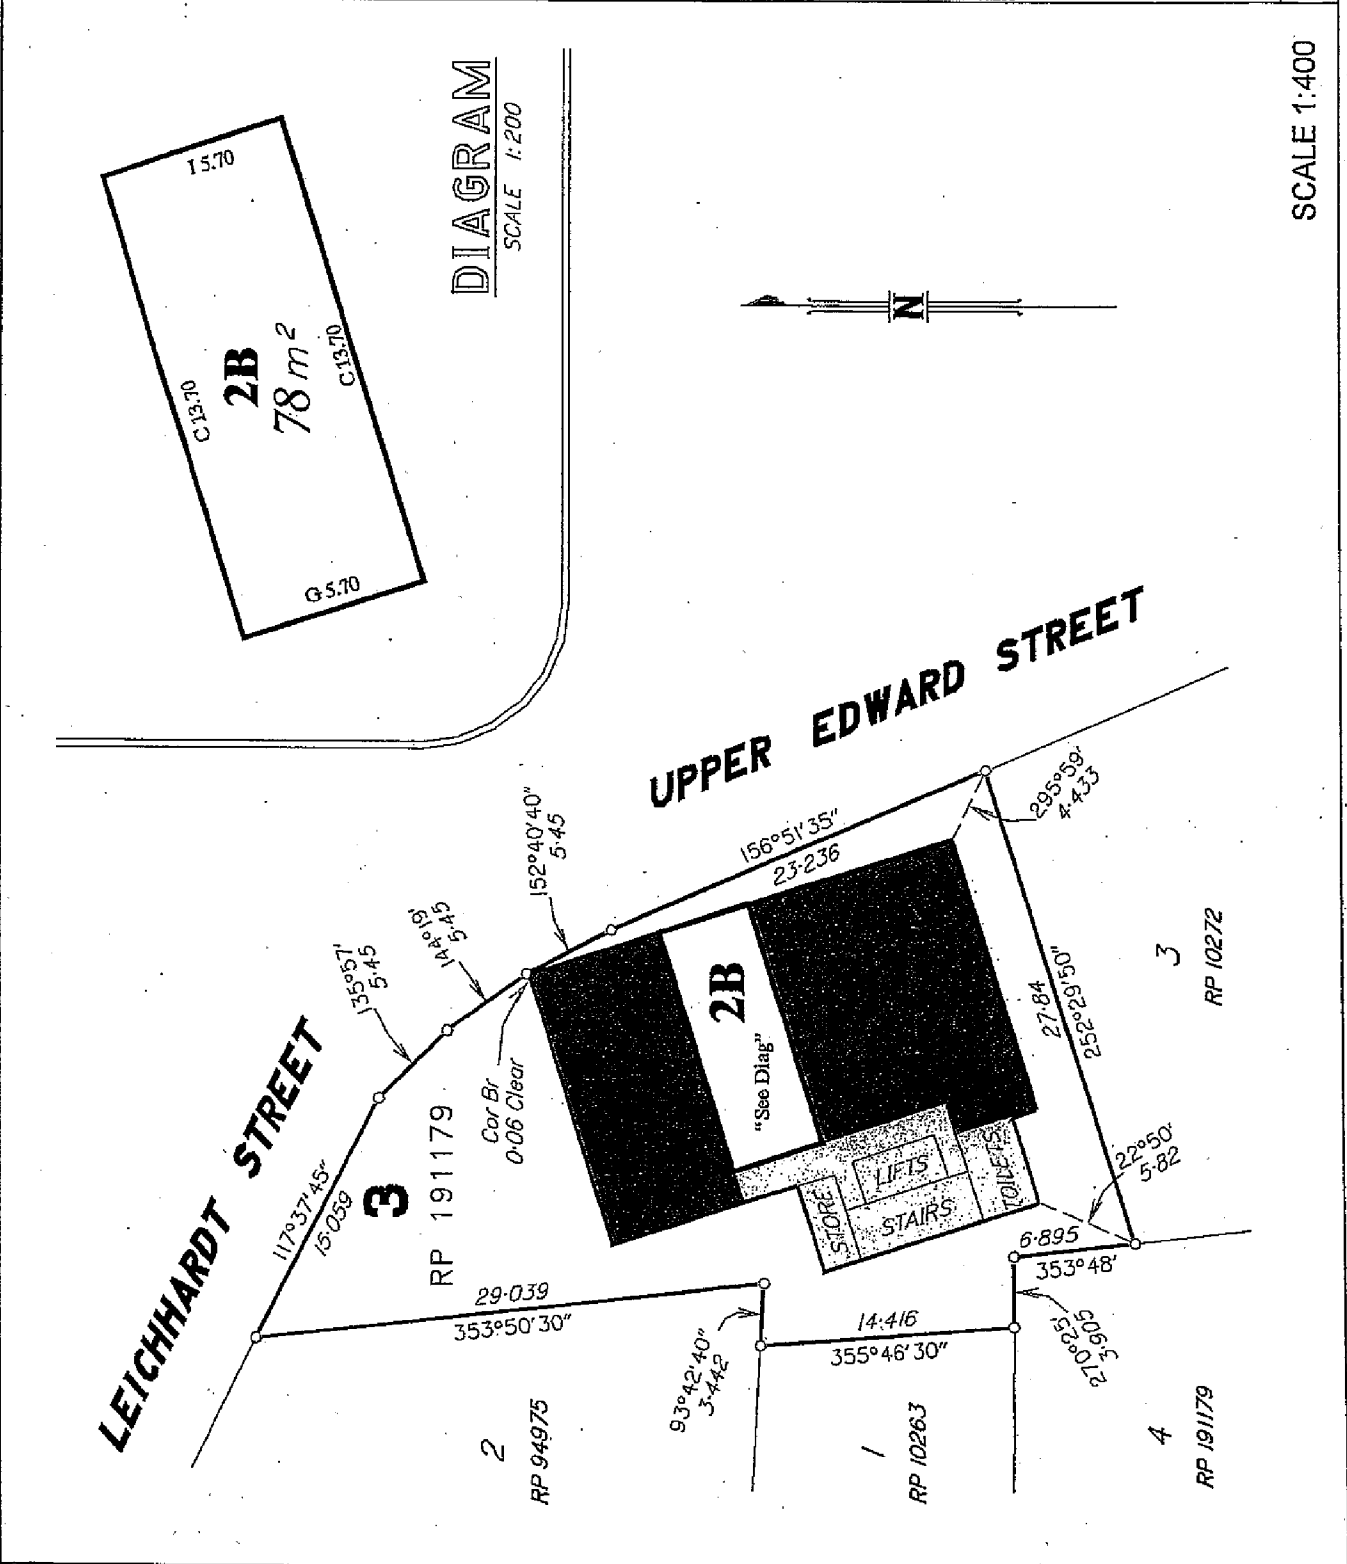 SCALE 1:400
DIAGRAM
SCALE 1:200
I 5.70
C 13.70
2B
78 m²
C 13.70
G 5.70
N
UPPER EDWARD STREET
LEICHHARDT STREET
117°37'45"
15·059
135°57'
5·45
144°19'
5·45
152°40'40"
5·45
156°51'35"
23·236
295°59'
4·433
27·84
252°29'50"
22°50'
5·82
6·895
353°48'
270°25'
3·905
14·416
355°46'30"
93°42'40"
3·442
29·039
353°50'30"
3
RP 191179
Cor Br
0·06 Clear
2B
"See Diag"
STORE
LIFTS
STAIRS
TOILETS
2
RP 94975
1
RP 10263
4
RP 191179
3
RP 10272